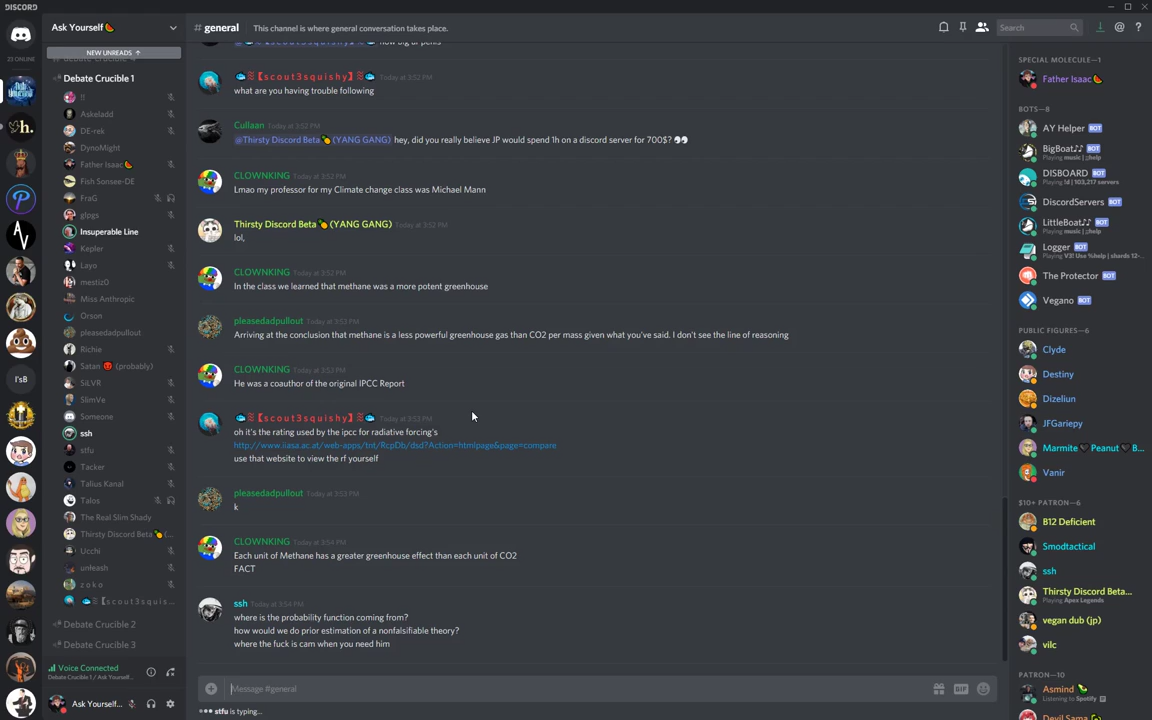 DISCORD
Ask Yourself🍉
# general
This channel is where general conversation takes place.
Search
23 ONLINE
NEW UNREADS ↑
Debate Crucible 1
!!
Askeladd
DE-rek
DynoMight
Father Isaac🍉
Fish Sonsee-DE
FraG
glpgs
Insuperable Line
Kepler
Layo
mestiz0
Miss Anthropic
Orson
pleasedadpullout
Richie
Satan 👿 (probably)
SiLVR
SlimVe
Someone
ssh
stfu
Tacker
Talius Kanal
Talos
The Real Slim Shady
Thirsty Discord Beta🍍(...
Ucchi
unleash
z o k o
🐟〣【s c o u t 3 s q u i s...
Debate Crucible 2
Debate Crucible 3
Voice Connected
Debate Crucible 1 / Ask Yourself...
Ask Yourself...
h.
AV
I'sB
🐟〣【s c o u t 3 s q u i s h y】〣🐟 Today at 3:52 PM
what are you having trouble following
Cullaan Today at 3:52 PM
@Thirsty Discord Beta🍍(YANG GANG) hey, did you really believe JP would spend 1h on a discord server for 700$? 👀
CLOWNKING Today at 3:52 PM
Lmao my professor for my Climate change class was Michael Mann
Thirsty Discord Beta🍍(YANG GANG) Today at 3:52 PM
lol,
CLOWNKING Today at 3:52 PM
In the class we learned that methane was a more potent greenhouse
pleasedadpullout Today at 3:52 PM
Arriving at the conclusion that methane is a less powerful greenhouse gas than CO2 per mass given what you've said. I don't see the line of reasoning
CLOWNKING Today at 3:53 PM
He was a coauthor of the original IPCC Report
🐟〣【s c o u t 3 s q u i s h y】〣🐟 Today at 3:53 PM
oh it's the rating used by the ipcc for radiative forcing's
http://www.iiasa.ac.at/web-apps/tnt/RcpDb/dsd?Action=htmlpage&page=compare
use that website to view the rf yourself
pleasedadpullout Today at 3:53 PM
k
CLOWNKING Today at 3:54 PM
Each unit of Methane has a greater greenhouse effect than each unit of CO2
FACT
ssh Today at 3:54 PM
where is the probability function coming from?
how would we do prior estimation of a nonfalsifiable theory?
where the fuck is cam when you need him
Message #general
GIF
stfu is typing...
SPECIAL MOLECULE—1
Father Isaac🍉
BOTS—8
AY Helper BOT
BigBoat♪♪ BOT
Playing music | ;;help
DISBOARD BOT
Playing !d | 103,217 servers
DiscordServers BOT
LittleBoat♪♪ BOT
Playing music | ;;help
Logger BOT
Playing V3! Use %help | shards 12-...
The Protector BOT
Vegano BOT
PUBLIC FIGURES—6
Clyde
Destiny
Dizeliun
JFGariepy
Marmite🖤Peanut🖤B...
Vanir
$10+ PATRON—6
B12 Deficient
Smodtactical
ssh
Thirsty Discord Beta...
Playing Apex Legends
vegan dub (jp)
vilc
PATRON—10
Asmind
Listening to Spotify
Devil Sama